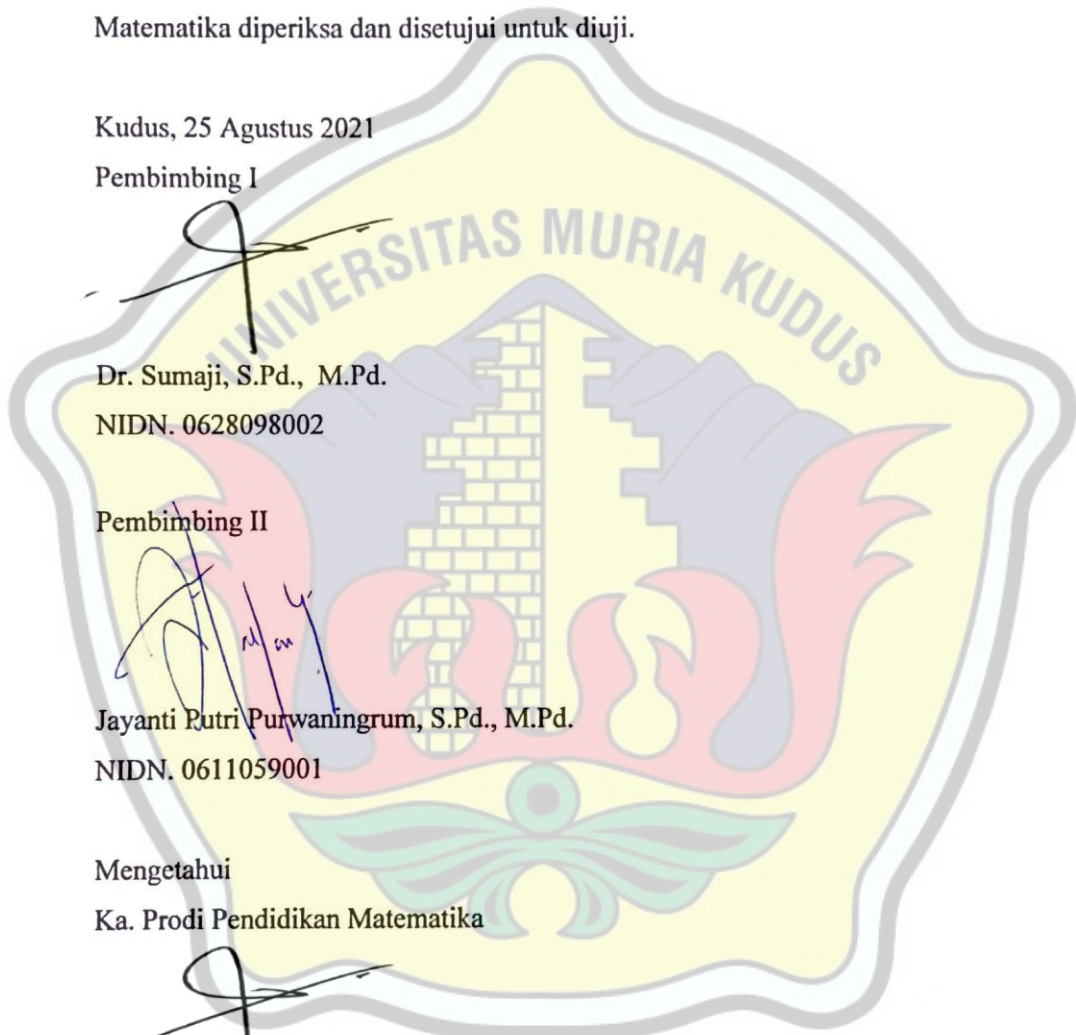 Matematika diperiksa dan disetujui untuk diuji.
Kudus, 25 Agustus 2021
Pembimbing I
UNIVERSITAS MURIA KUDUS
Dr. Sumaji, S.Pd., M.Pd.
NIDN. 0628098002
Pembimbing II
Jayanti Putri Purwaningrum, S.Pd., M.Pd.
NIDN. 0611059001
Mengetahui
Ka. Prodi Pendidikan Matematika